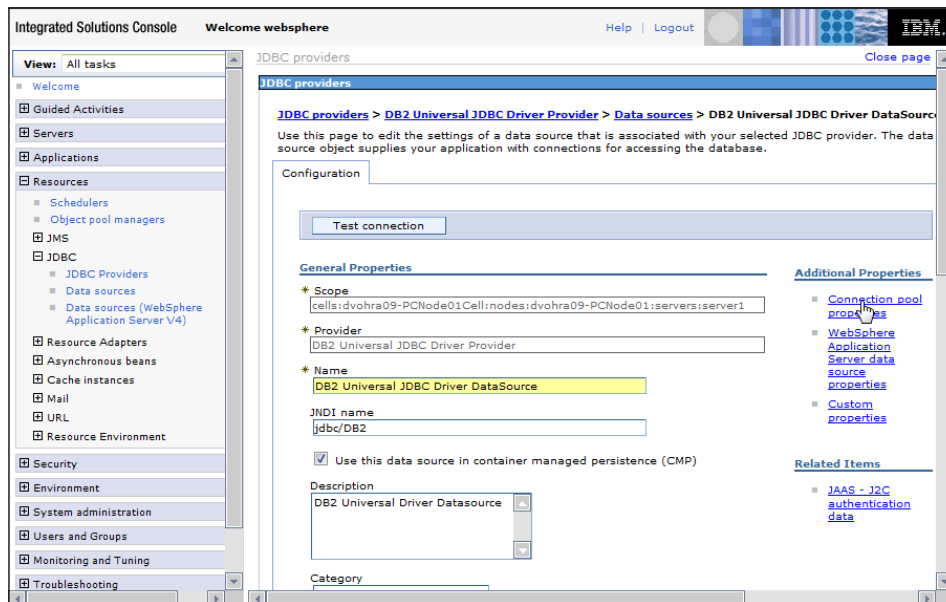 Integrated Solutions Console Welcome websphere Help | Logout IBM.
View: All tasks
Welcome
Guided Activities
Servers
Applications
Resources
Schedulers
Object pool managers
JMS
JDBC
JDBC Providers
Data sources
Data sources (WebSphere
Application Server V4)
Resource Adapters
Asynchronous beans
Cache instances
Mail
URL
Resource Environment
Security
Environment
System administration
Users and Groups
Monitoring and Tuning
Troubleshooting
JDBC providers Close page
JDBC providers
JDBC providers > DB2 Universal JDBC Driver Provider > Data sources > DB2 Universal JDBC Driver DataSource
Use this page to edit the settings of a data source that is associated with your selected JDBC provider. The data
source object supplies your application with connections for accessing the database.
Configuration
Test connection
General Properties
* Scope
cells:dvohra09-PCNode01Cell:nodes:dvohra09-PCNode01:servers:server1
* Provider
DB2 Universal JDBC Driver Provider
* Name
DB2 Universal JDBC Driver DataSource
JNDI name
jdbc/DB2
Use this data source in container managed persistence (CMP)
Description
DB2 Universal Driver Datasource
Category
Additional Properties
Connection pool
properties
WebSphere
Application
Server data
source
properties
Custom
properties
Related Items
JAAS - J2C
authentication
data